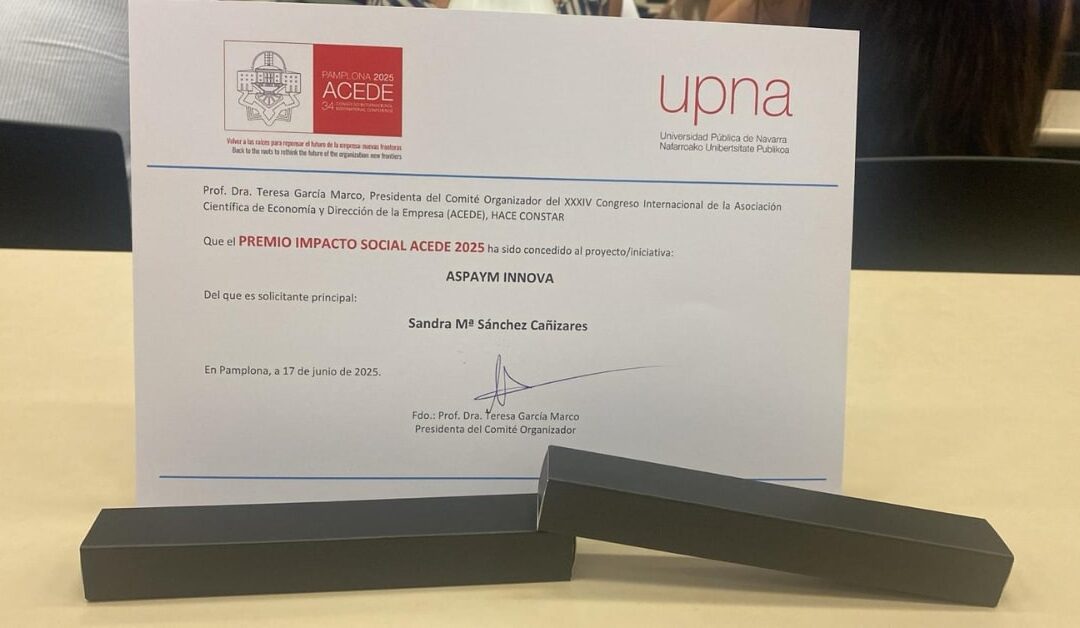 PAMPLONA 2025
ACEDE
34 CONGRESO INTERNACIONAL
INTERNATIONAL CONFERENCE
Volver a las raíces para repensar el futuro de la empresa: nuevas fronteras
Back to the roots to rethink the future of the organization: new frontiers
upna
Universidad Pública de Navarra
Nafarroako Unibertsitate Publikoa
Prof. Dra. Teresa García Marco, Presidenta del Comité Organizador del XXXIV Congreso Internacional de la Asociación
Científica de Economía y Dirección de la Empresa (ACEDE), HACE CONSTAR
Que el PREMIO IMPACTO SOCIAL ACEDE 2025 ha sido concedido al proyecto/iniciativa:
ASPAYM INNOVA
Del que es solicitante principal:
Sandra Mª Sánchez Cañizares
En Pamplona, a 17 de junio de 2025.
Fdo.: Prof. Dra. Teresa García Marco
Presidenta del Comité Organizador